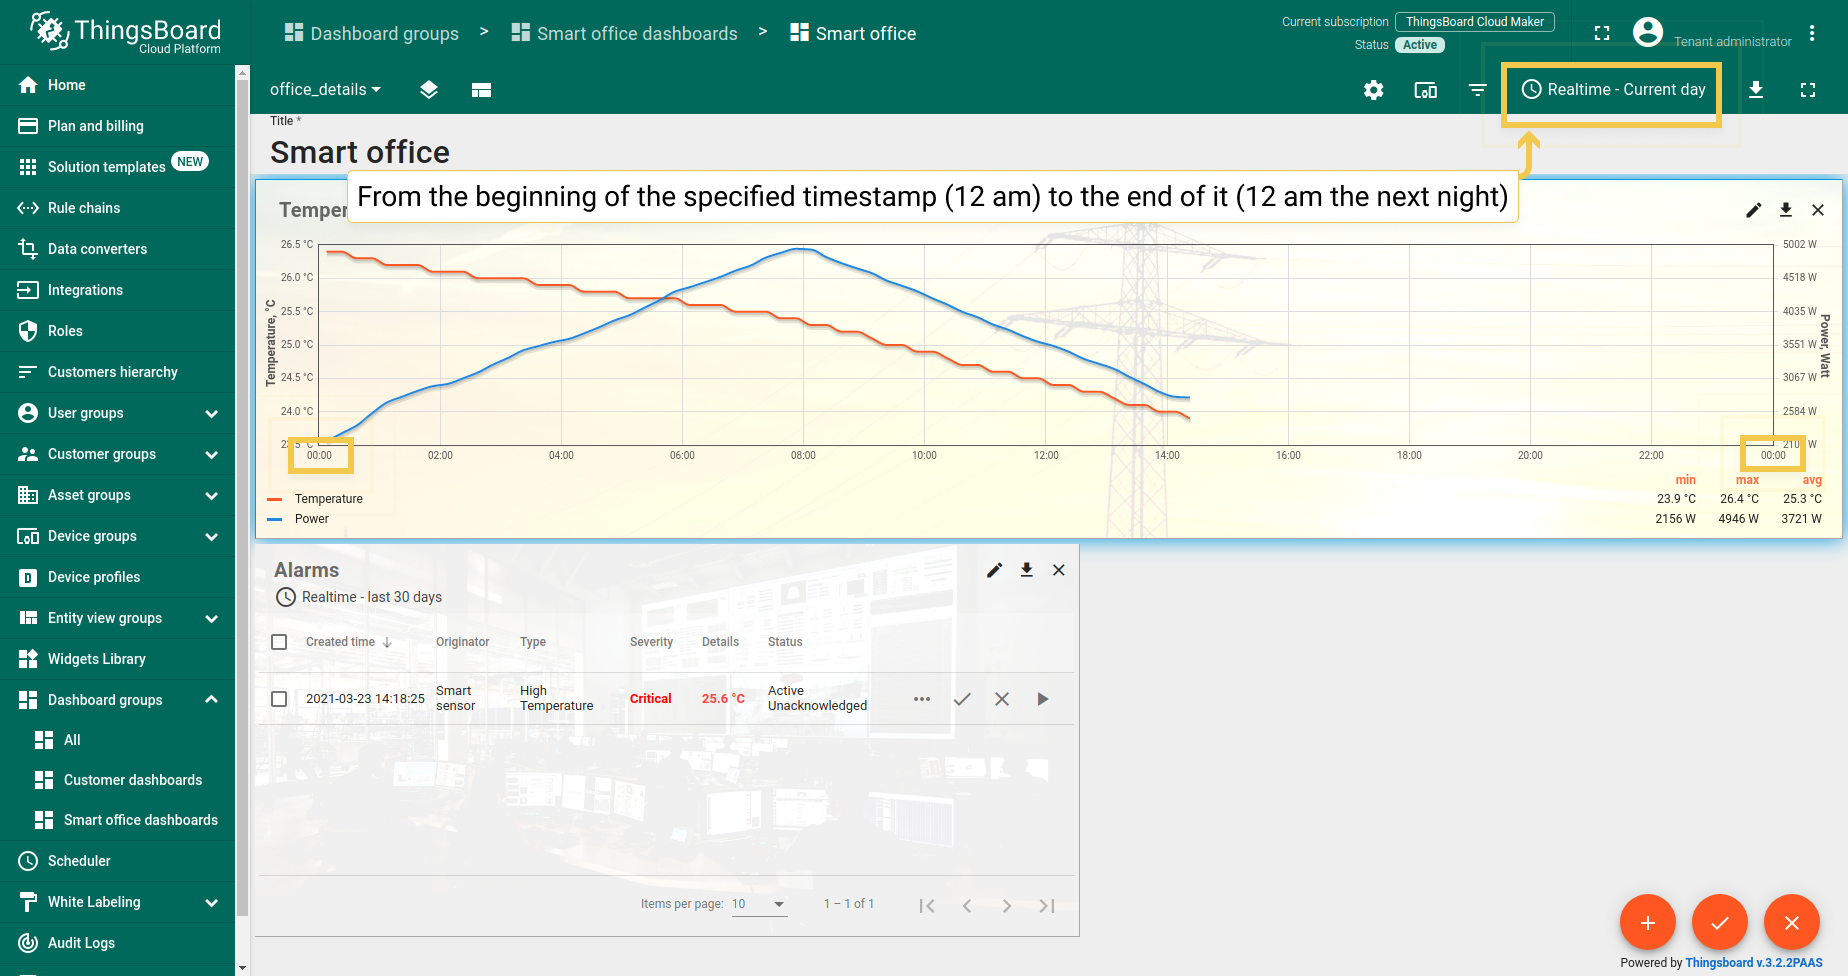 ThingsBoard
Cloud Platform
Dashboard groups > Smart office dashboards > Smart office
Current subscription ThingsBoard Cloud Maker
Status Active
Tenant administrator
office_details
Realtime - Current day
Home
Plan and billing
Solution templates NEW
Rule chains
Data converters
Integrations
Roles
Customers hierarchy
User groups
Customer groups
Asset groups
Device groups
Device profiles
Entity view groups
Widgets Library
Dashboard groups
All
Customer dashboards
Smart office dashboards
Scheduler
White Labeling
Audit Logs
Title *
Smart office
From the beginning of the specified timestamp (12 am) to the end of it (12 am the next night)
Temper
26.5 °C
26.0 °C
25.5 °C
25.0 °C
24.5 °C
24.0 °C
Temperature, °C
5002 W
4518 W
4035 W
3551 W
3067 W
2584 W
Power, Watt
00:00 02:00 04:00 06:00 08:00 10:00 12:00 14:00 16:00 18:00 20:00 22:00 00:00
min max avg
Temperature 23.9 °C 26.4 °C 25.3 °C
Power 2156 W 4946 W 3721 W
Alarms
Realtime - last 30 days
Created time Originator Type Severity Details Status
2021-03-23 14:18:25 Smart sensor High Temperature Critical 25.6 °C Active Unacknowledged
Items per page: 10 1 – 1 of 1
Powered by Thingsboard v.3.2.2PAAS